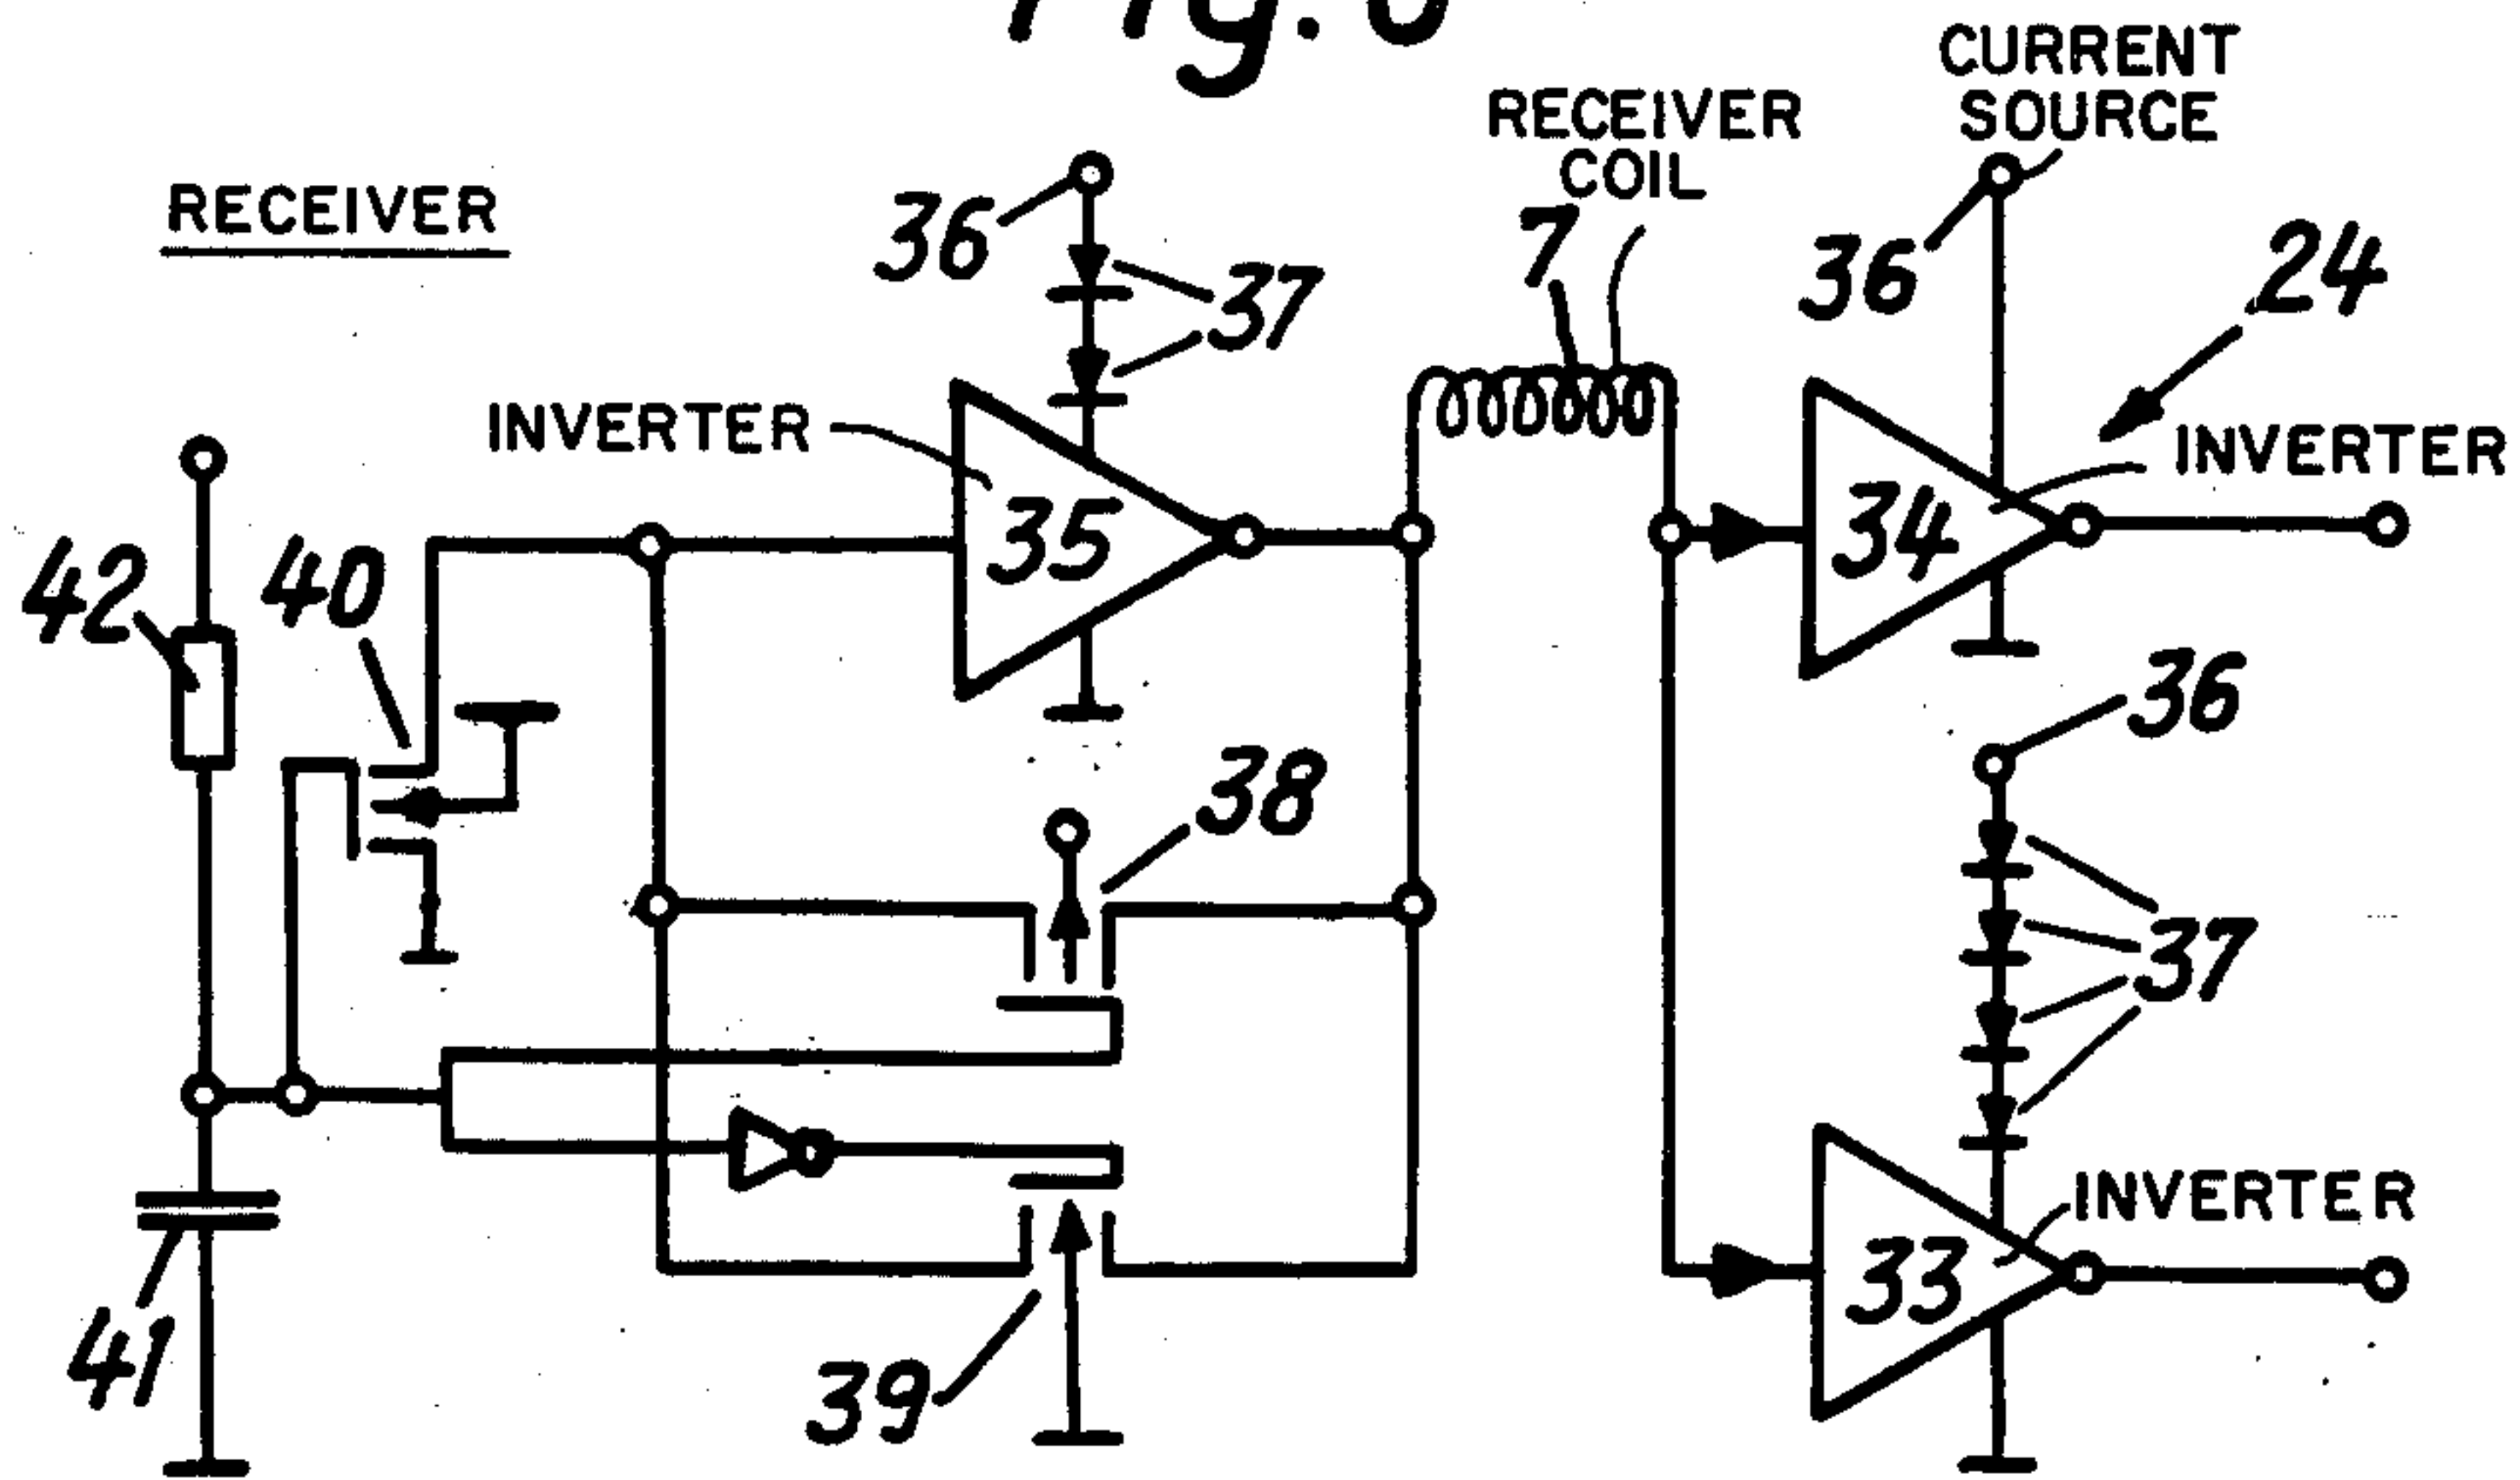 CURRENT
SOURCE
RECEIVER
COIL
RECEIVER
36
37
7
36
24
INVERTER
INVERTER
35
34
42
40
36
38
37
INVERTER
33
41
39